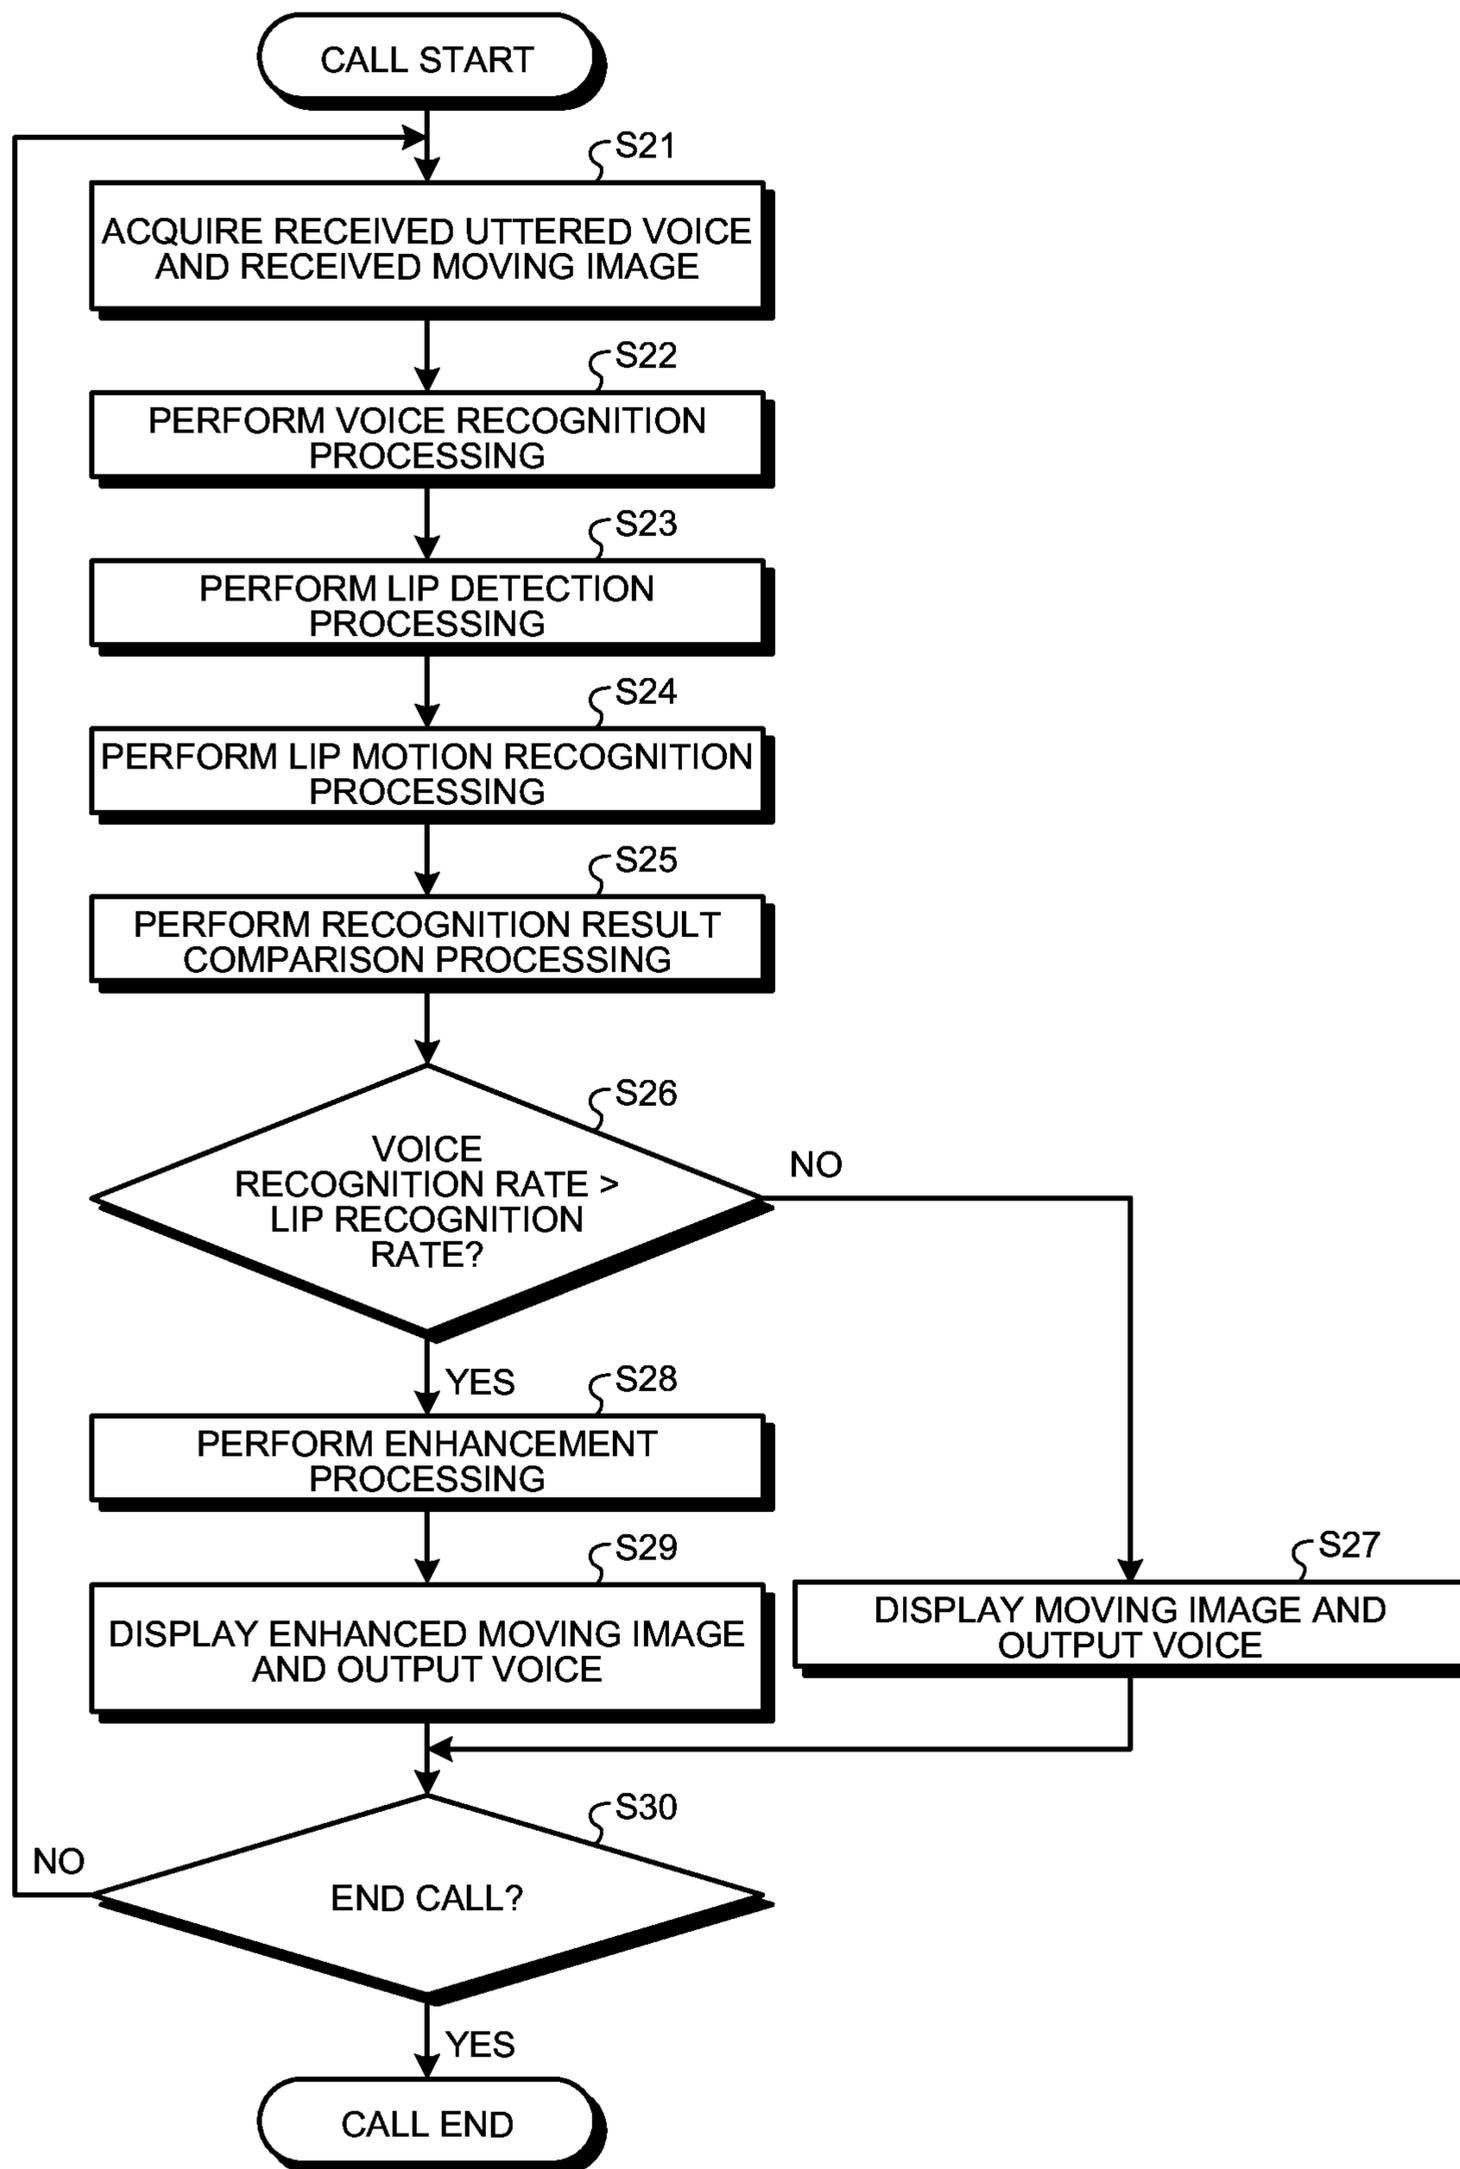 CALL START
S21
ACQUIRE RECEIVED UTTERED VOICE
AND RECEIVED MOVING IMAGE
S22
PERFORM VOICE RECOGNITION
PROCESSING
S23
PERFORM LIP DETECTION
PROCESSING
S24
PERFORM LIP MOTION RECOGNITION
PROCESSING
S25
PERFORM RECOGNITION RESULT
COMPARISON PROCESSING
S26
VOICE
RECOGNITION RATE >
LIP RECOGNITION
RATE?
NO
YES
S28
PERFORM ENHANCEMENT
PROCESSING
S29
DISPLAY ENHANCED MOVING IMAGE
AND OUTPUT VOICE
S27
DISPLAY MOVING IMAGE AND
OUTPUT VOICE
S30
NO
END CALL?
YES
CALL END